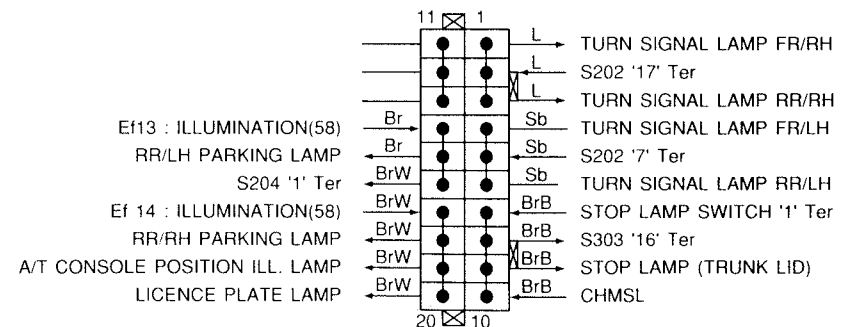 11 1
L TURN SIGNAL LAMP FR/RH
L S202 '17' Ter
L TURN SIGNAL LAMP RR/RH
Ef13 : ILLUMINATION(58) Br Sb TURN SIGNAL LAMP FR/LH
RR/LH PARKING LAMP Br Sb S202 '7' Ter
S204 '1' Ter BrW Sb TURN SIGNAL LAMP RR/LH
Ef 14 : ILLUMINATION(58) BrW BrB STOP LAMP SWITCH '1' Ter
RR/RH PARKING LAMP BrW BrB S303 '16' Ter
A/T CONSOLE POSITION ILL. LAMP BrW BrB STOP LAMP (TRUNK LID)
LICENCE PLATE LAMP BrW BrB CHMSL
20 10